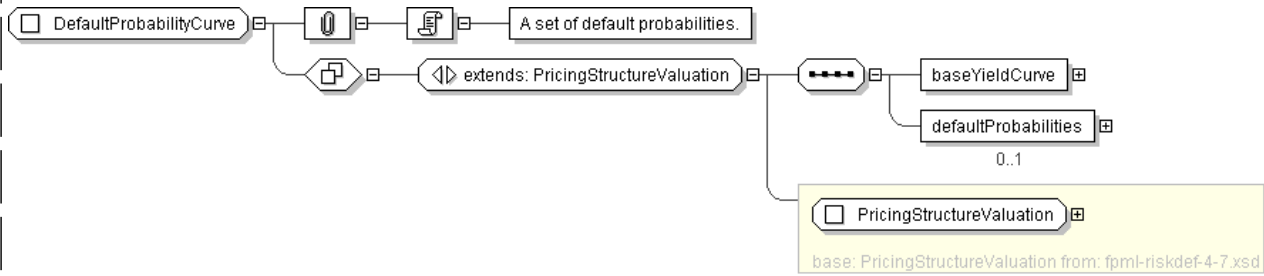 DefaultProbabilityCurve
A set of default probabilities.
extends: PricingStructureValuation
baseYieldCurve
defaultProbabilities
0..1
PricingStructureValuation
base: PricingStructureValuation from: fpml-riskdef-4-7.xsd